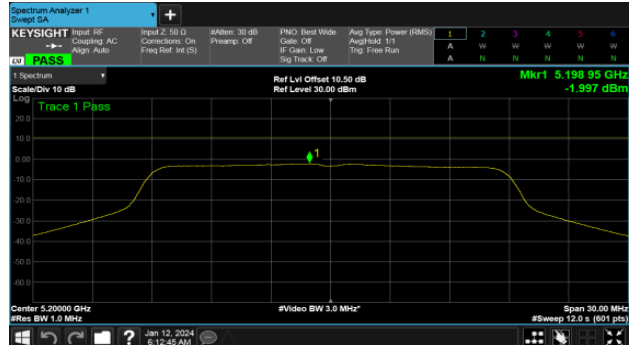 Spectrum Analyzer 1
Swept SA
+
KEYSIGHT Input: RF Input Z: 50 Ω #Atten: 30 dB PNO: Best Wide Avg Type: Power (RMS) 1 2 3 4 5 6
Coupling: AC Corrections: On Preamp: Off Gate: Off Avg|Hold: 1/1 A W W W W W
Align: Auto Freq Ref: Int (S) IF Gain: Low Trig: Free Run
Sig Track: Off A N N N N N
LXI PASS
1 Spectrum Ref Lvl Offset 10.50 dB Mkr1 5.198 95 GHz
Scale/Div 10 dB Ref Level 30.00 dBm -1.997 dBm
Log Trace 1 Pass
20.0
10.0
0.00 1
-10.0
-20.0
-30.0
-40.0
-50.0
-60.0
Center 5.20000 GHz #Video BW 3.0 MHz* Span 30.00 MHz
#Res BW 1.0 MHz #Sweep 12.0 s (601 pts)
? Jan 12, 2024
6:12:45 AM